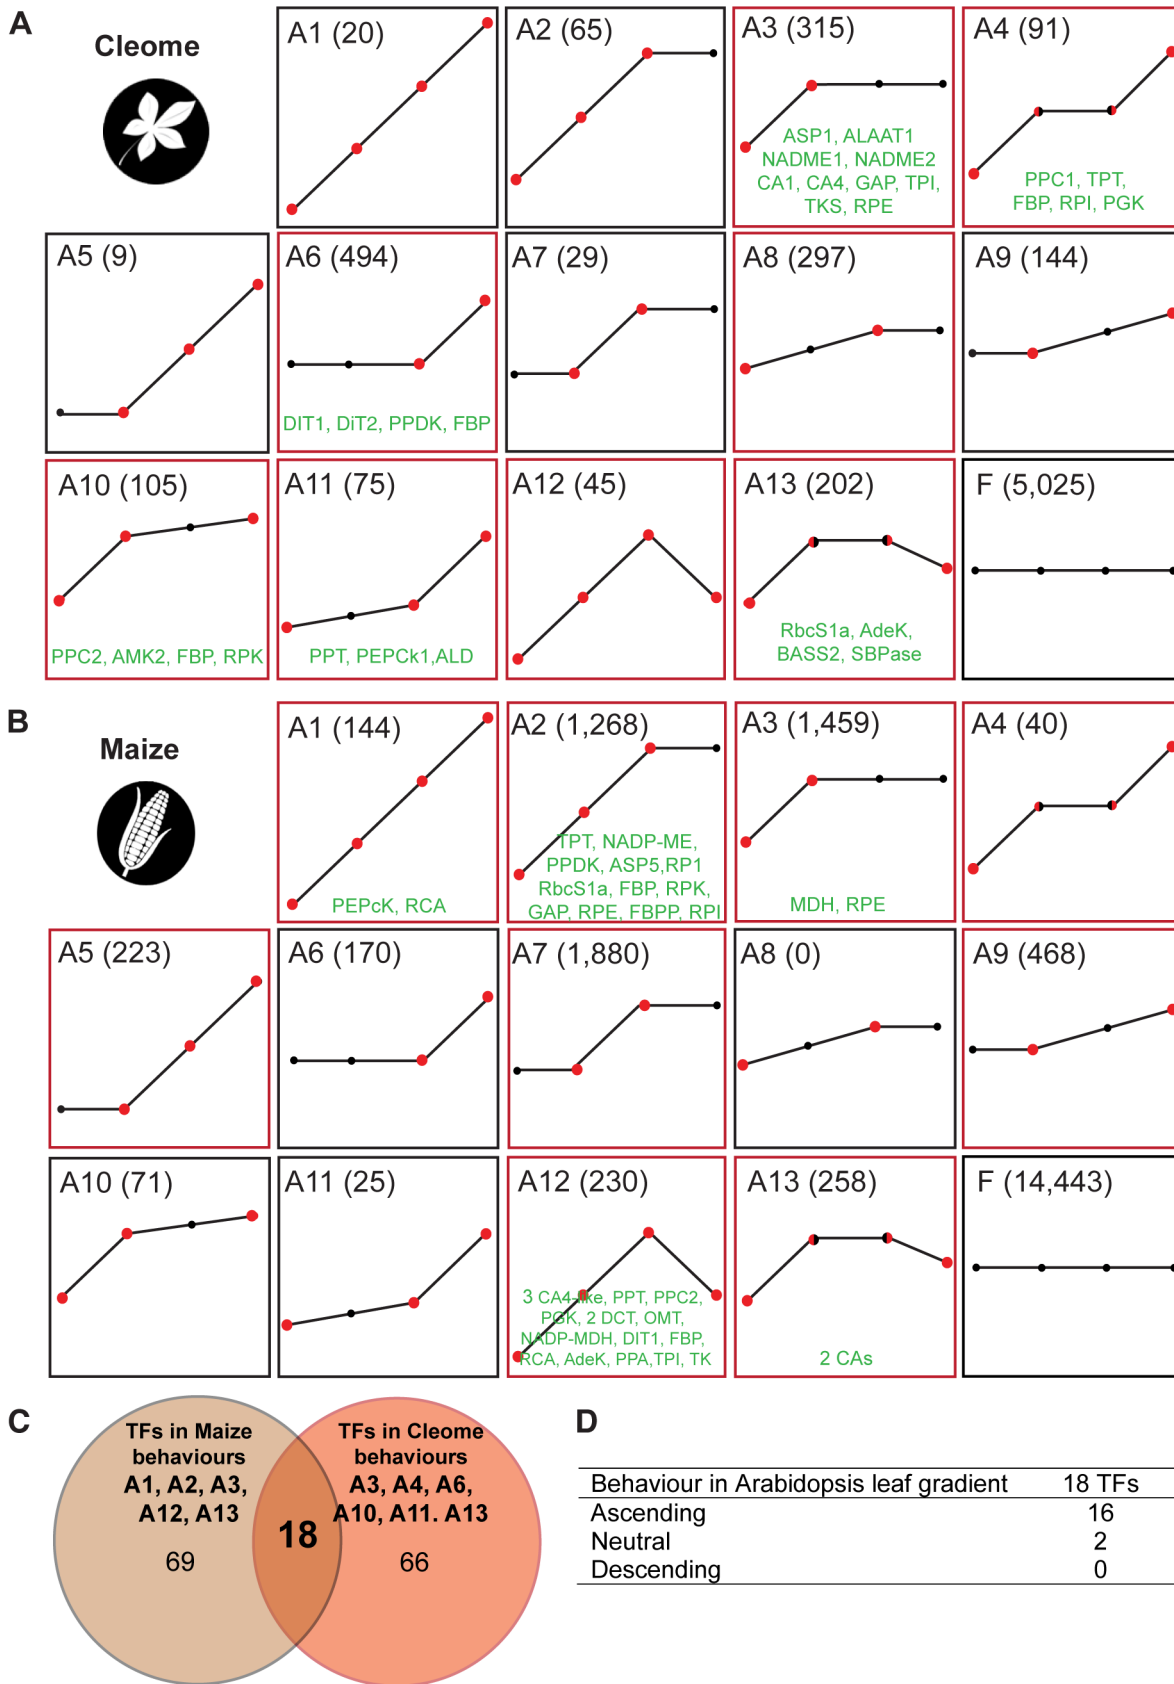 A
Cleome
A1 (20)
A2 (65)
A3 (315)
ASP1, ALAAT1
NADME1, NADME2
CA1, CA4, GAP, TPI,
TKS, RPE
A4 (91)
PPC1, TPT,
FBP, RPI, PGK
A5 (9)
A6 (494)
DIT1, DiT2, PPDK, FBP
A7 (29)
A8 (297)
A9 (144)
A10 (105)
PPC2, AMK2, FBP, RPK
A11 (75)
PPT, PEPCk1,ALD
A12 (45)
A13 (202)
RbcS1a, AdeK,
BASS2, SBPase
F (5,025)
B
Maize
A1 (144)
PEPcK, RCA
A2 (1,268)
TPT, NADP-ME,
PPDK, ASP5,RP1
RbcS1a, FBP, RPK,
GAP, RPE, FBPP, RPI
A3 (1,459)
MDH, RPE
A4 (40)
A5 (223)
A6 (170)
A7 (1,880)
A8 (0)
A9 (468)
A10 (71)
A11 (25)
A12 (230)
3 CA4-like, PPT, PPC2,
PGK, 2 DCT, OMT,
NADP-MDH, DIT1, FBP,
RCA, AdeK, PPA,TPI, TK
A13 (258)
2 CAs
F (14,443)
C
TFs in Maize
behaviours
A1, A2, A3,
A12, A13
69
18
TFs in Cleome
behaviours
A3, A4, A6,
A10, A11. A13
66
D
Behaviour in Arabidopsis leaf gradient 18 TFs
Ascending 16
Neutral 2
Descending 0